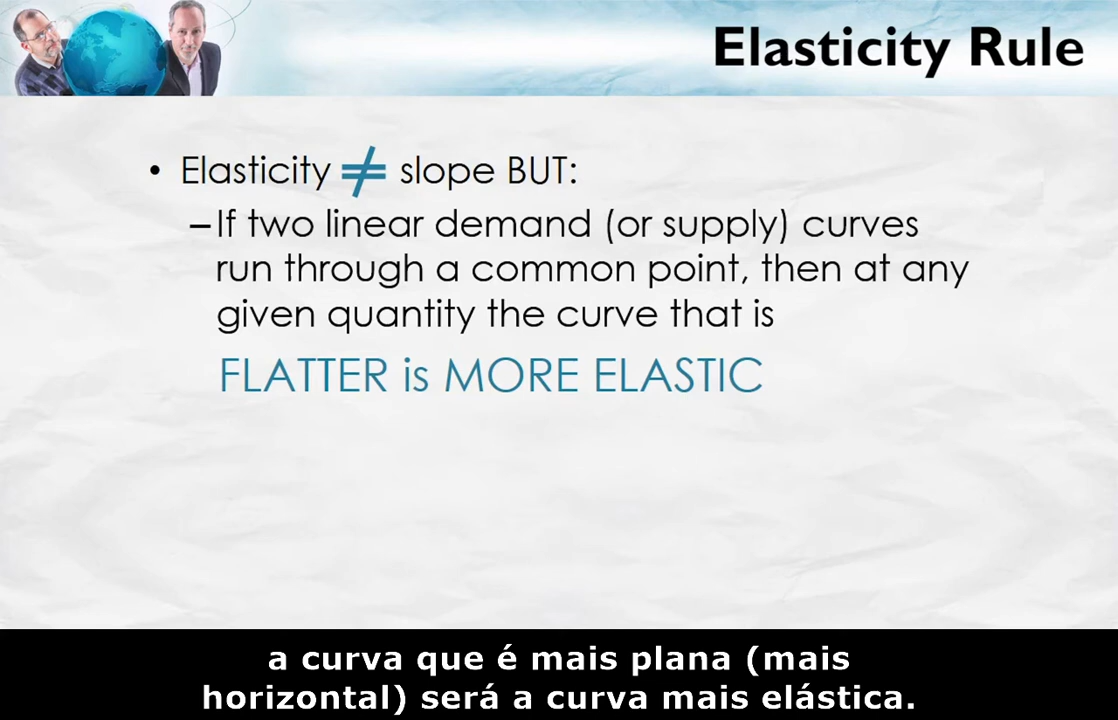 Elasticity Rule
• Elasticity ≠ slope BUT:
–If two linear demand (or supply) curves
run through a common point, then at any
given quantity the curve that is
FLATTER is MORE ELASTIC
a curva que é mais plana (mais
horizontal) será a curva mais elástica.